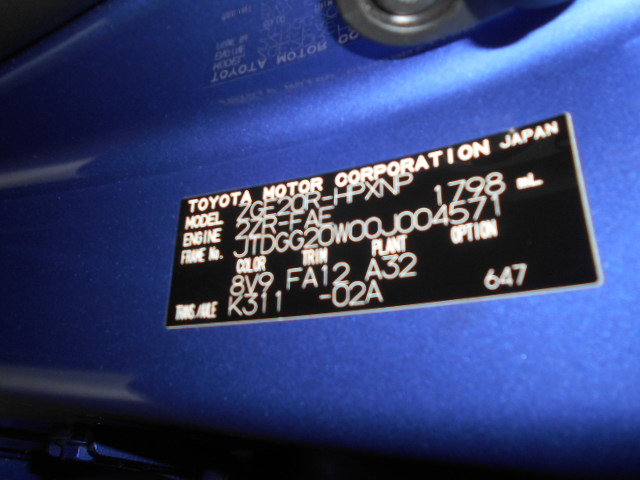 TOYOTA MOTOR CORPORATION JAPAN
MODEL ZGE20R-HPXNP
ENGINE 2ZR-FAE 1798 mL
FRAME No. JTDGG20W00J004571
COLOR TRIM PLANT OPTION
8V9 FA12 A32
TRANS./AXLE K311 -02A 647